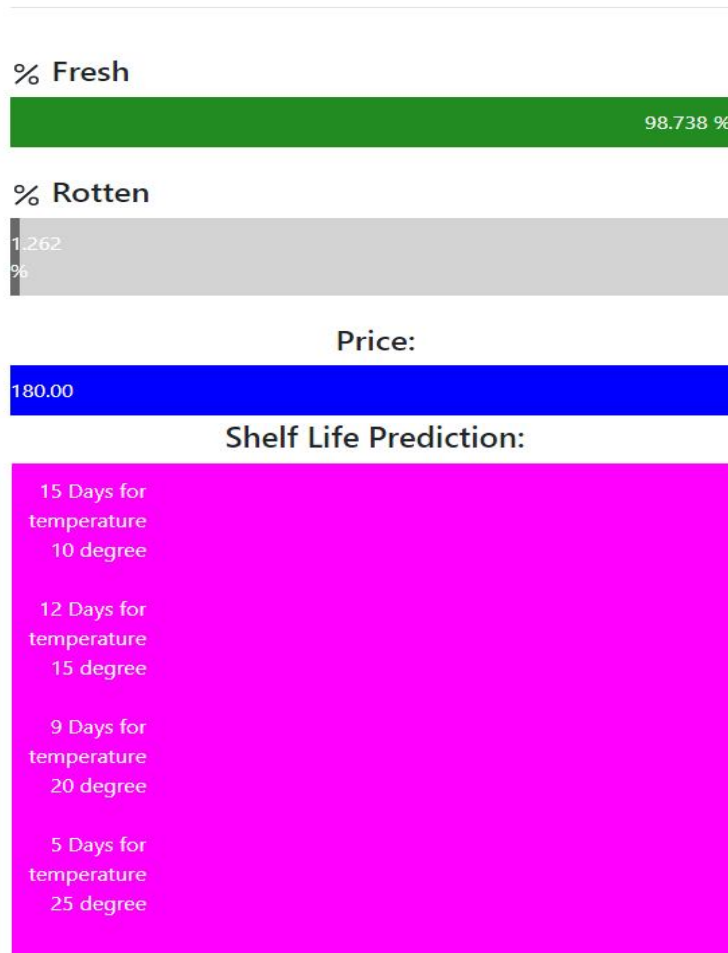 % Fresh
98.738 %
% Rotten
1.262
%
Price:
180.00
Shelf Life Prediction:
15 Days for
temperature
10 degree
12 Days for
temperature
15 degree
9 Days for
temperature
20 degree
5 Days for
temperature
25 degree